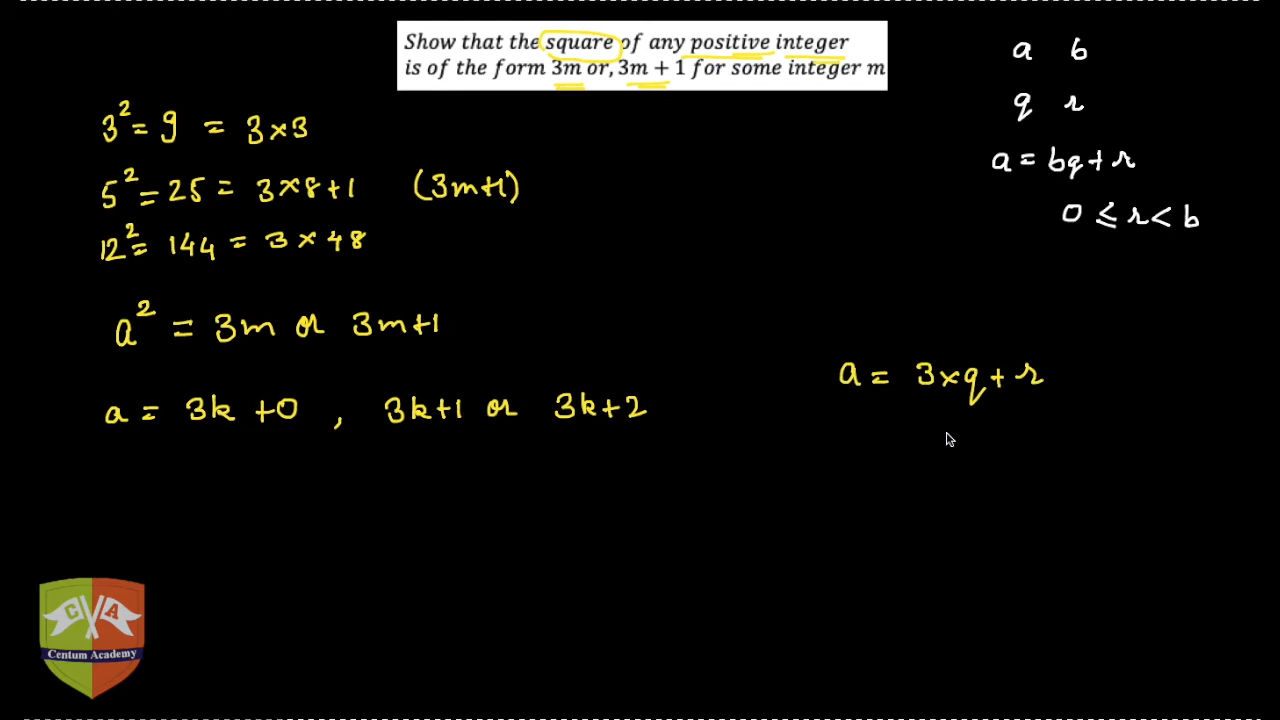 Show that the square of any positive integer
is of the form 3m or, 3m + 1 for some integer m
a b
q r
a = bq + r
0 ≤ r < b
3² = 9 = 3 × 3
5² = 25 = 3 × 8 + 1 (3m+1)
12² = 144 = 3 × 48
a² = 3m or 3m+1
a = 3k + 0 , 3k+1 or 3k+2
a = 3 × q + r
C A
Centum Academy